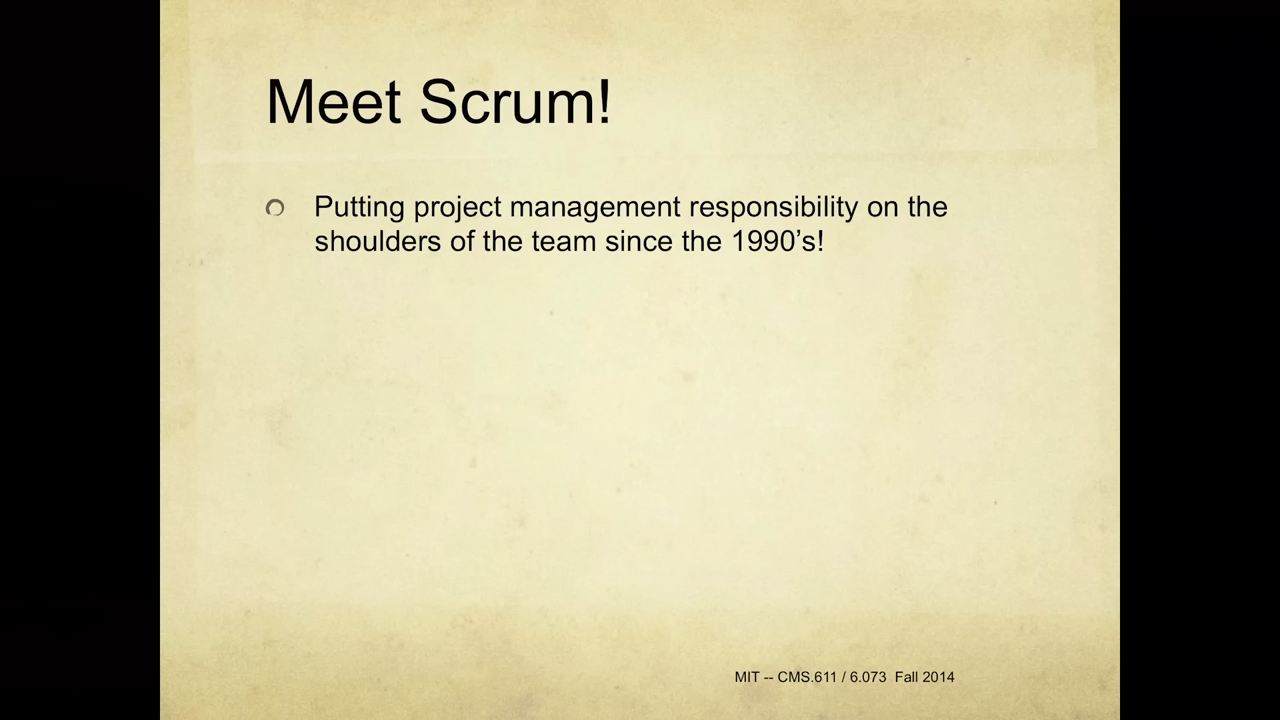 Meet Scrum!
Putting project management responsibility on the
shoulders of the team since the 1990’s!
MIT -- CMS.611 / 6.073 Fall 2014